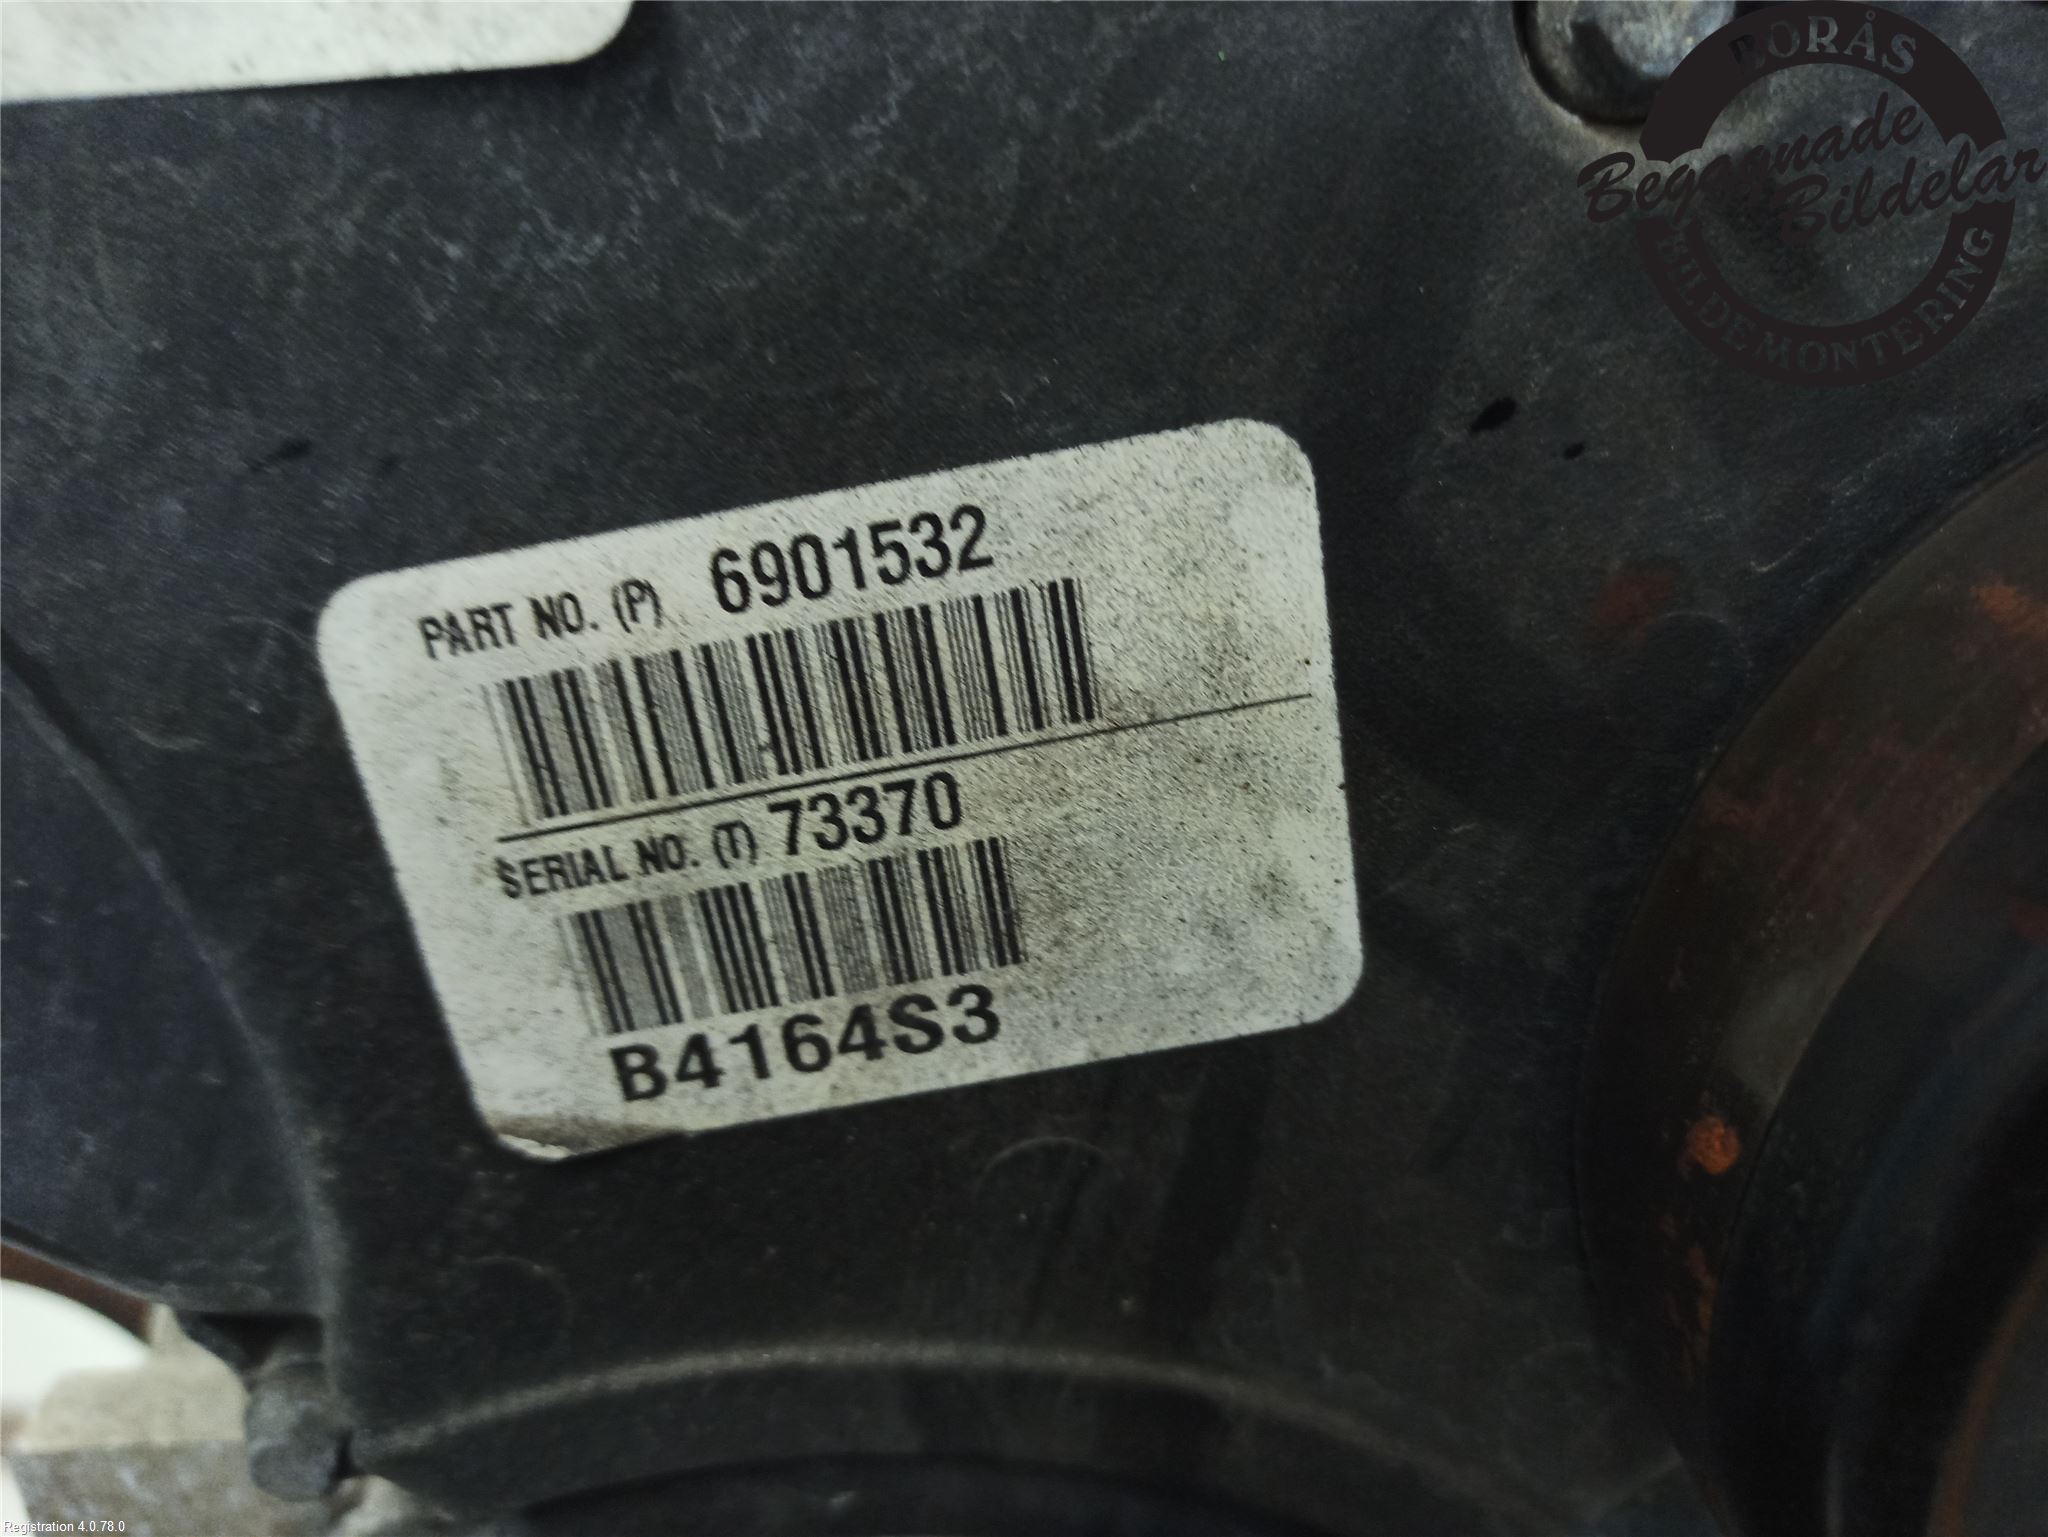 BORÅS
Begagnade
Bildelar
BILDEMONTERING
PART NO. (P) 6901532
SERIAL NO. (T) 73370
B4164S3
Registration 4.0.78.0